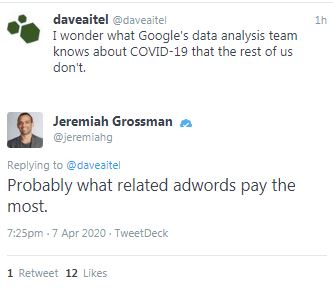 daveaitel @daveaitel 1h
I wonder what Google's data analysis team
knows about COVID-19 that the rest of us
don't.
Jeremiah Grossman
@jeremiahg
Replying to @daveaitel
Probably what related adwords pay the
most.
7:25pm · 7 Apr 2020 · TweetDeck
1 Retweet 12 Likes